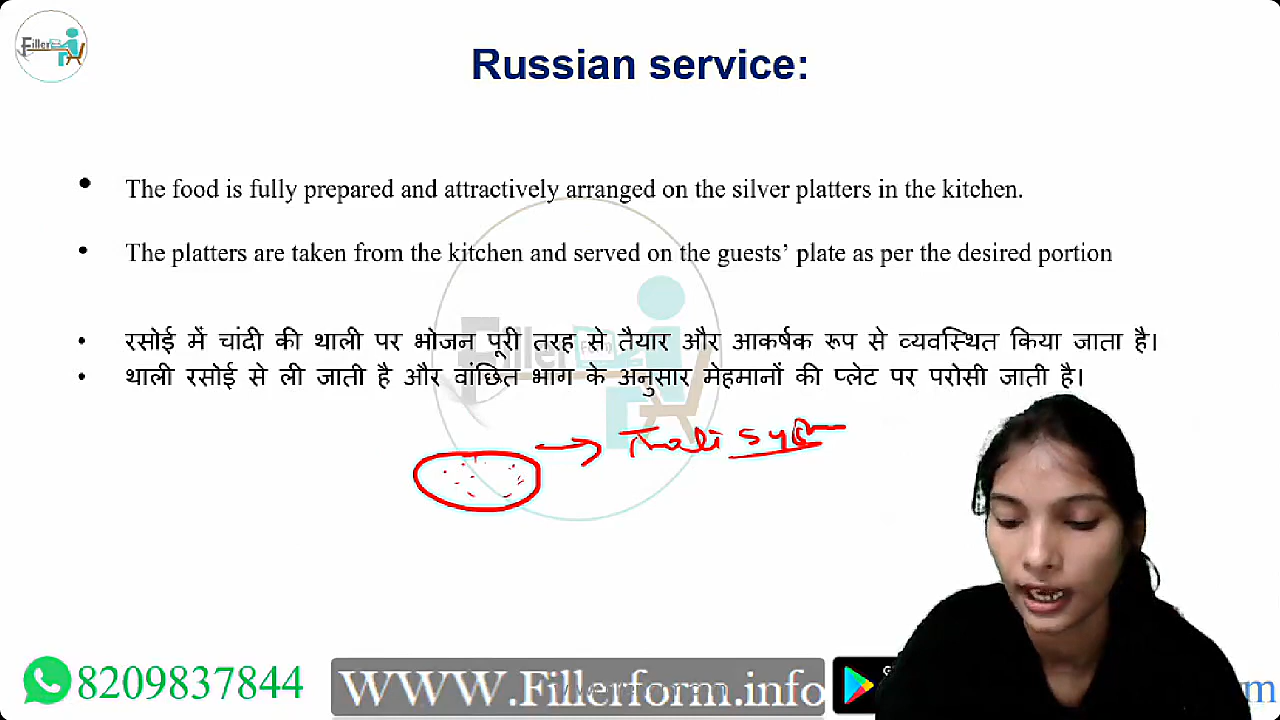 Fillerform
Russian service:
• The food is fully prepared and attractively arranged on the silver platters in the kitchen.
• The platters are taken from the kitchen and served on the guests’ plate as per the desired portion
• रसोई में चांदी की थाली पर भोजन पूरी तरह से तैयार और आकर्षक रूप से व्यवस्थित किया जाता है।
• थाली रसोई से ली जाती है और वांछित भाग के अनुसार मेहमानों की प्लेट पर परोसी जाती है।
Thali
8209837844
WWW.Fillerform.info